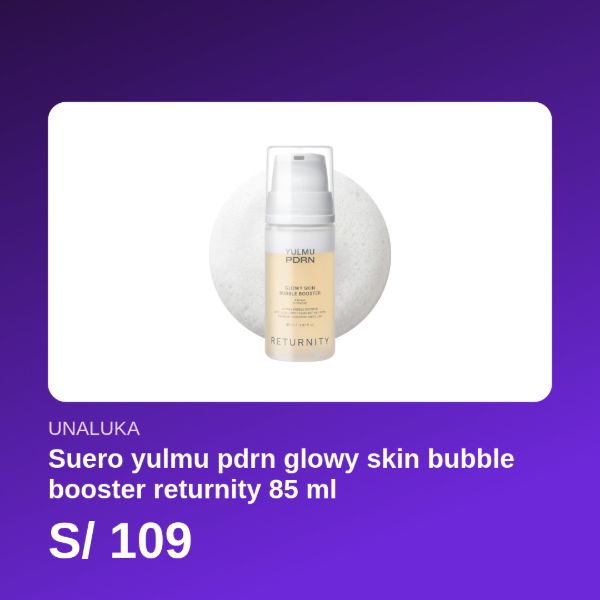 YULMU
PDRN
GLOWY SKIN
BUBBLE BOOSTER
RETURNITY
UNALUKA
Suero yulmu pdrn glowy skin bubble
booster returnity 85 ml
S/ 109